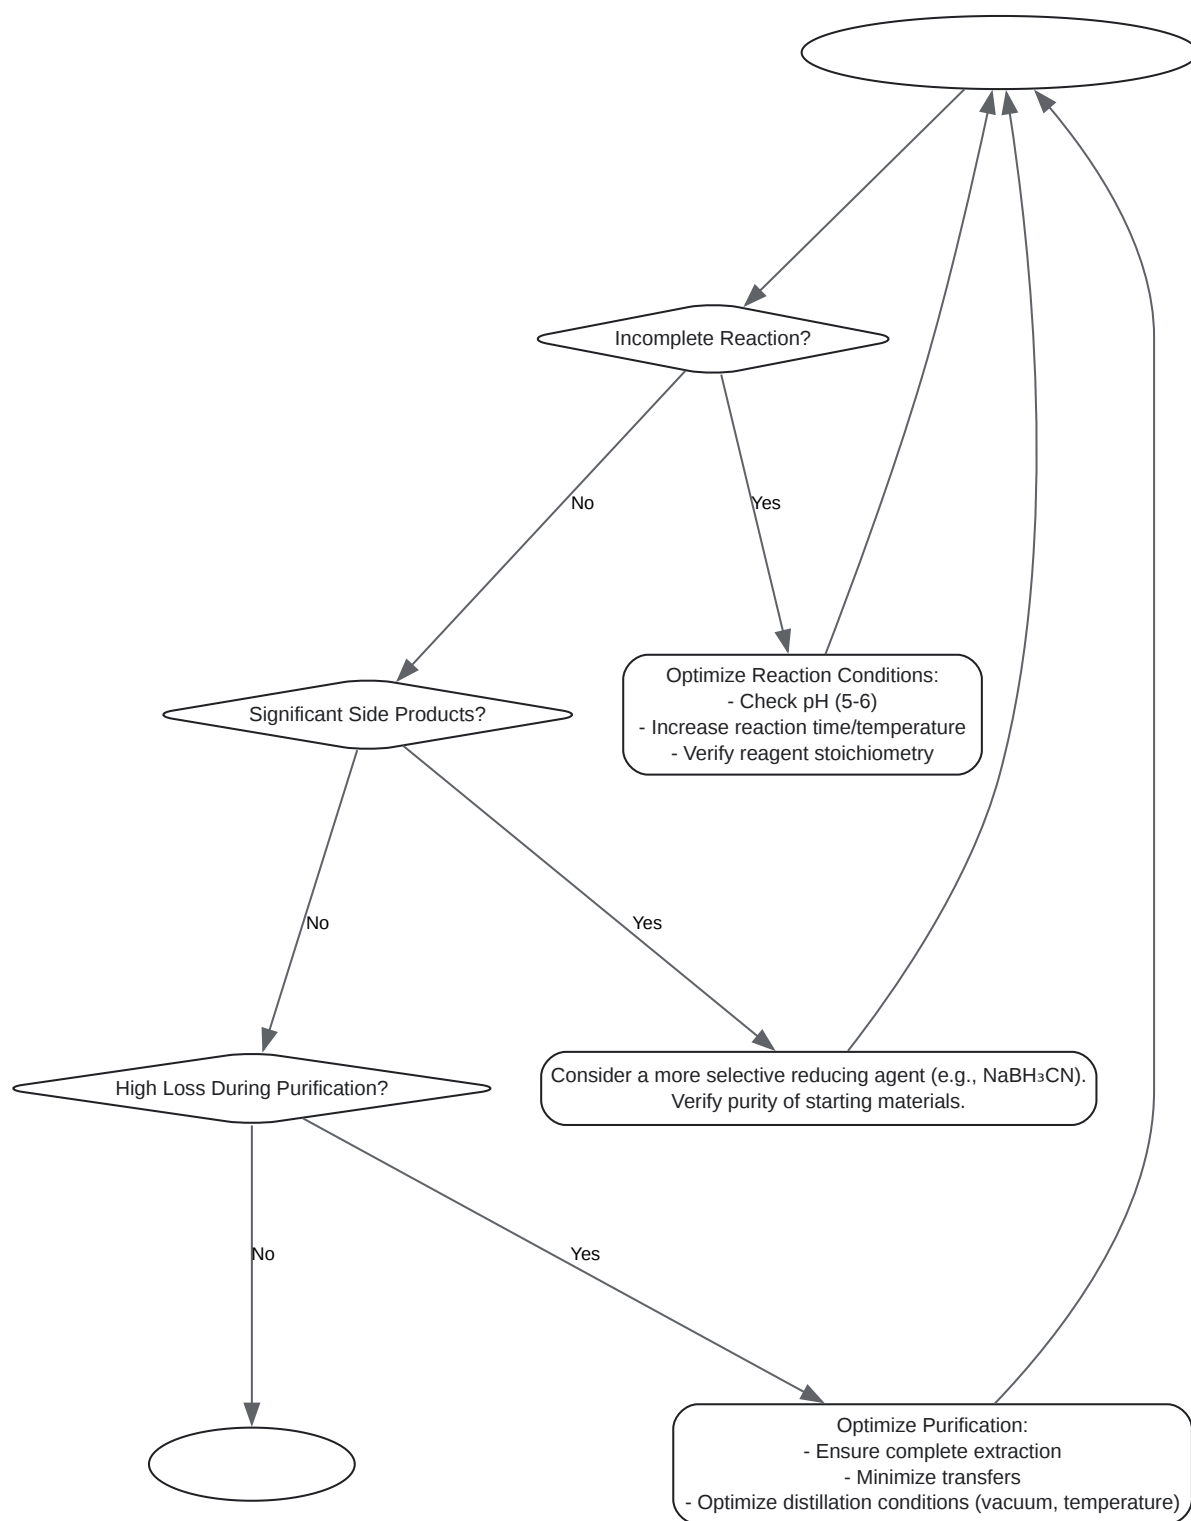 Incomplete Reaction?
No
Yes
Optimize Reaction Conditions:
- Check pH (5-6)
- Increase reaction time/temperature
- Verify reagent stoichiometry
Significant Side Products?
No
Yes
High Loss During Purification?
Consider a more selective reducing agent (e.g., NaBH₃CN).
Verify purity of starting materials.
No
Yes
Optimize Purification:
- Ensure complete extraction
- Minimize transfers
- Optimize distillation conditions (vacuum, temperature)